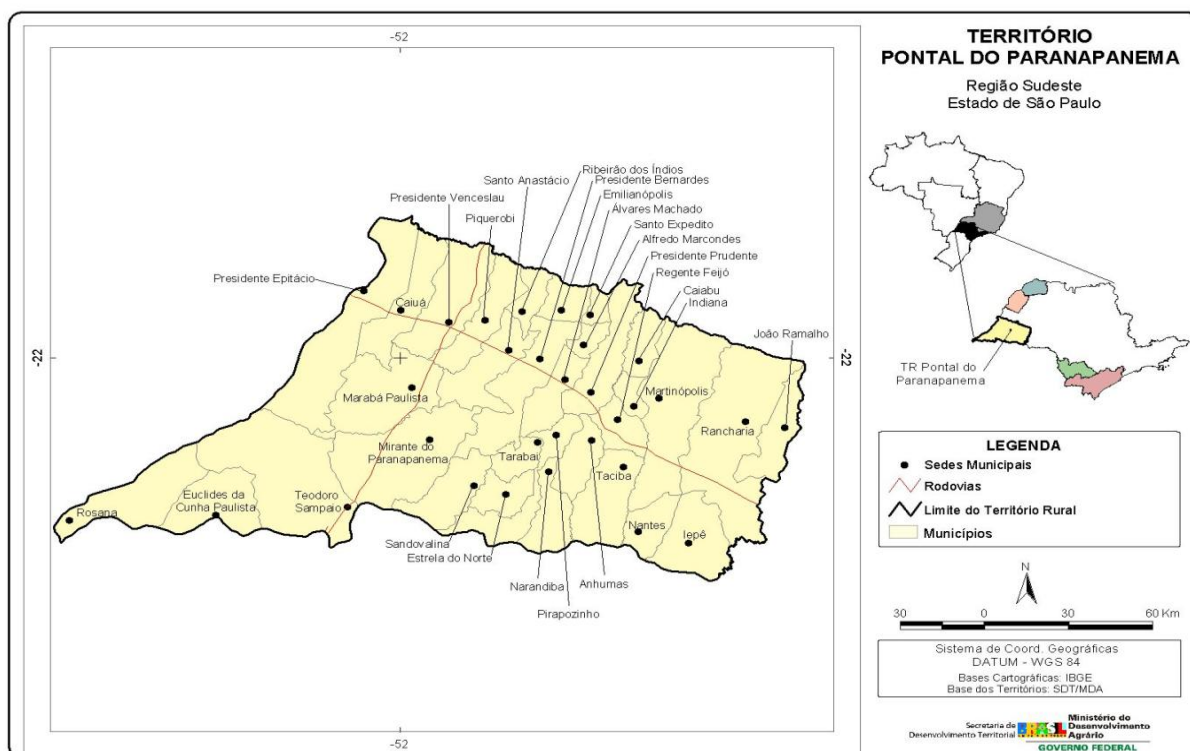 TERRITÓRIO
PONTAL DO PARANAPANEMA
Região Sudeste
Estado de São Paulo
-52
Ribeirão dos Índios
Santo Anastácio
Presidente Bernardes
Presidente Venceslau
Emilianópolis
Piquerobi
Álvares Machado
Santo Expedito
Alfredo Marcondes
Presidente Prudente
Regente Feijó
Presidente Epitácio
Caiabu
Indiana
Caiuá
João Ramalho
-22
-22
Marabá Paulista
Martinópolis
Rancharia
Mirante do
Paranapanema
Tarabai
Taciba
Euclides da
Cunha Paulista
Teodoro
Sampaio
Rosana
Nantes
Iepê
Sandovalina
Estrela do Norte
Narandiba
Anhumas
Pirapozinho
-52
TR Pontal do
Paranapanema
LEGENDA
Sedes Municipais
Rodovias
Limite do Território Rural
Municípios
N
30 0 30 60 Km
Sistema de Coord. Geográficas
DATUM - WGS 84
Bases Cartográficas: IBGE
Base dos Territórios: SDT/MDA
Secretaria de
Desenvolvimento Territorial
BRASIL
Ministério do
Desenvolvimento
Agrário
GOVERNO FEDERAL